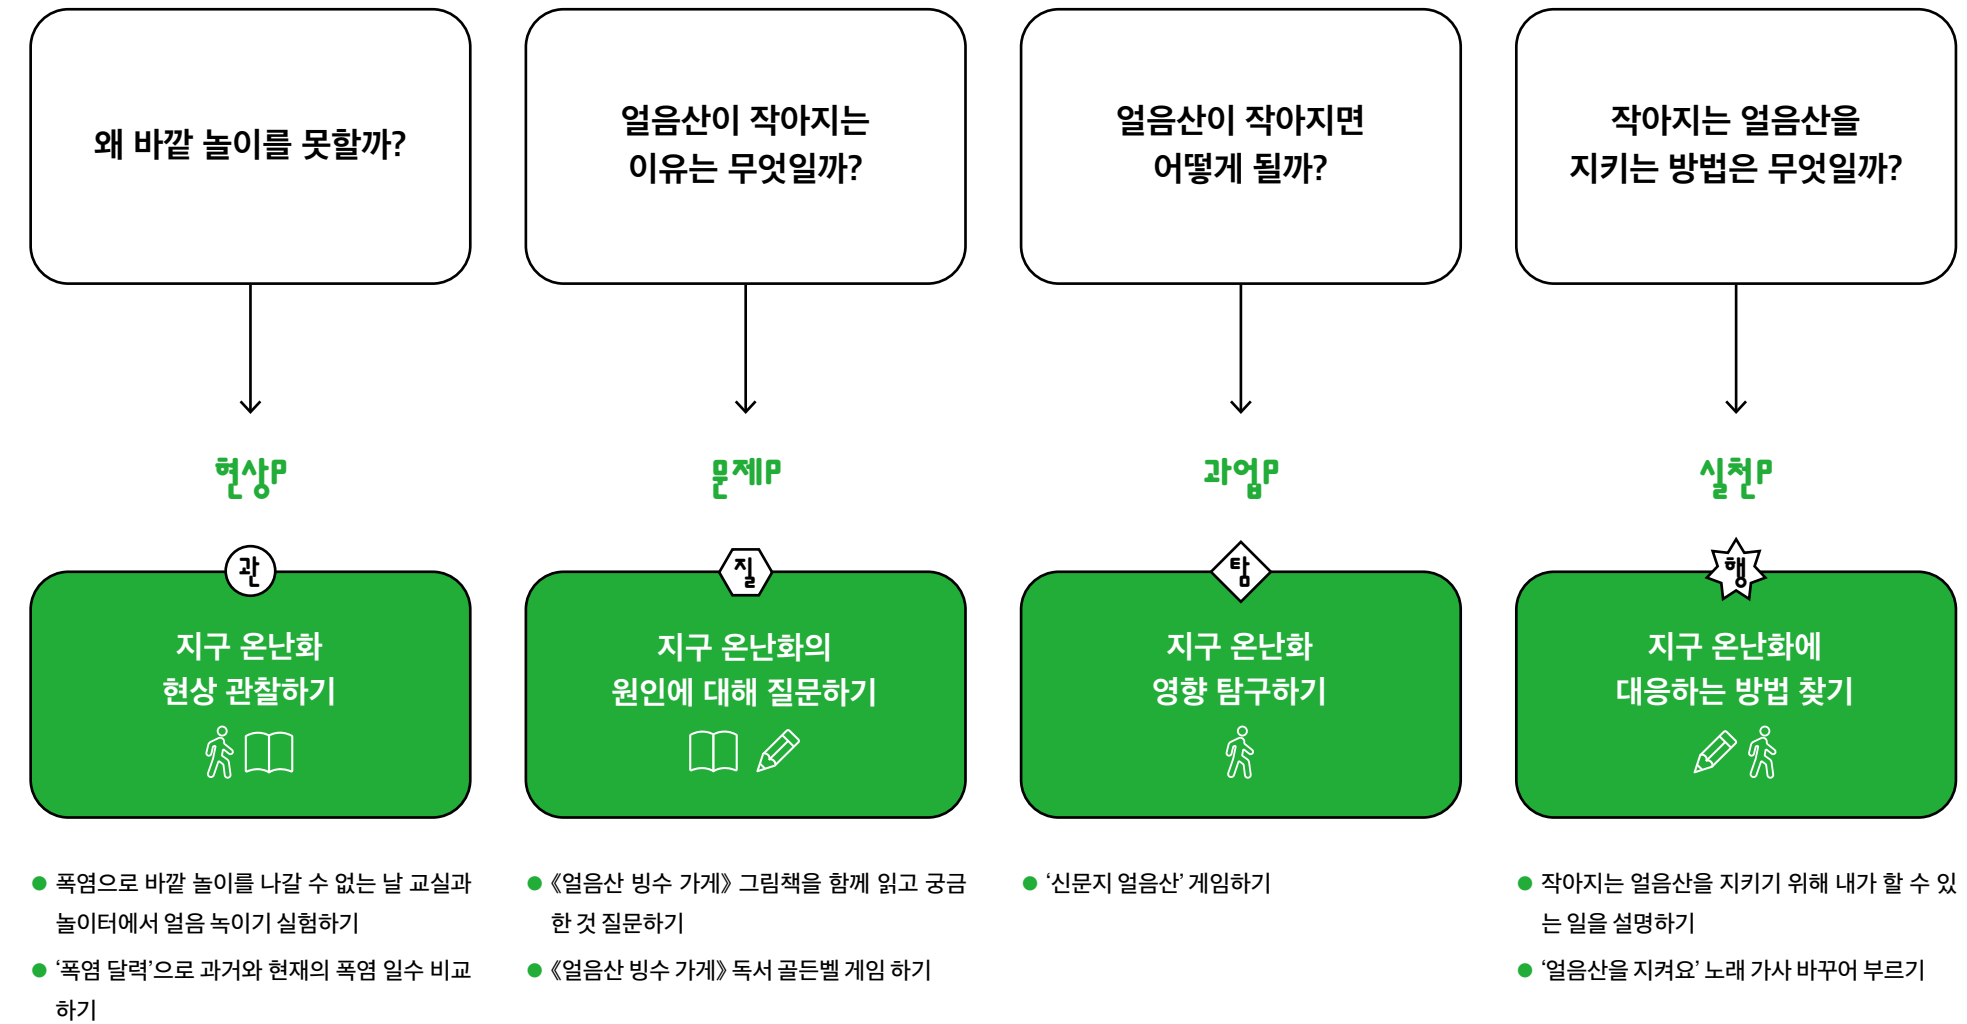 왜 바깥 놀이를 못할까?
얼음산이 작아지는
이유는 무엇일까?
얼음산이 작아지면
어떻게 될까?
작아지는 얼음산을
지키는 방법은 무엇일까?
현상P
문제P
과업P
실천P
관
질
탐
행
지구 온난화
현상 관찰하기
지구 온난화의
원인에 대해 질문하기
지구 온난화
영향 탐구하기
지구 온난화에
대응하는 방법 찾기
● 폭염으로 바깥 놀이를 나갈 수 없는 날 교실과
놀이터에서 얼음 녹이기 실험하기
● ‘폭염 달력’으로 과거와 현재의 폭염 일수 비교
하기
● 《얼음산 빙수 가게》 그림책을 함께 읽고 궁금
한 것 질문하기
● 《얼음산 빙수 가게》 독서 골든벨 게임 하기
● ‘신문지 얼음산’ 게임하기
● 작아지는 얼음산을 지키기 위해 내가 할 수 있
는 일을 설명하기
● ‘얼음산을 지켜요’ 노래 가사 바꾸어 부르기